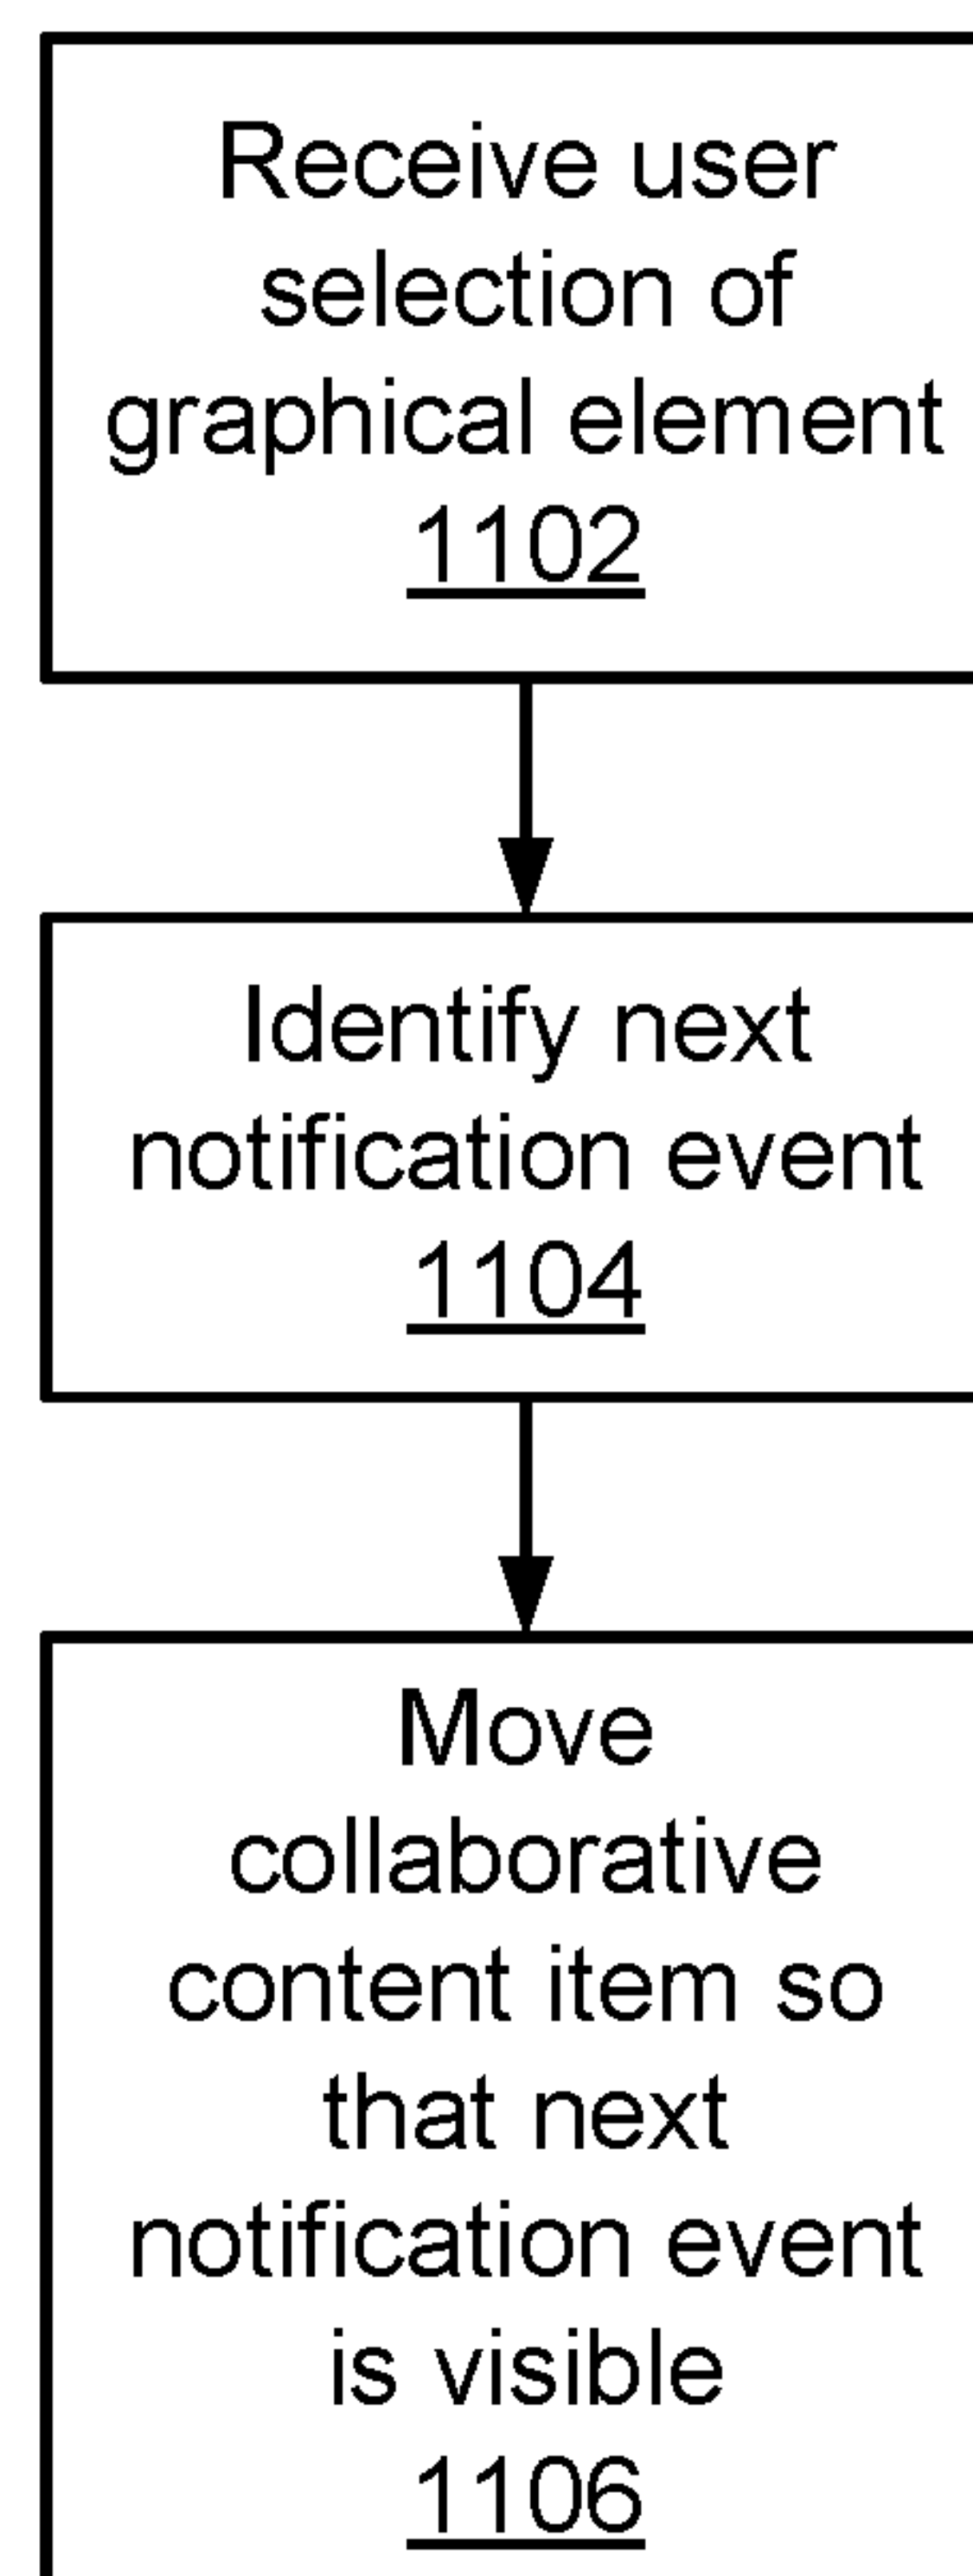 Receive user
selection of
graphical element
1102
Identify next
notification event
1104
Move
collaborative
content item so
that next
notification event
is visible
1106